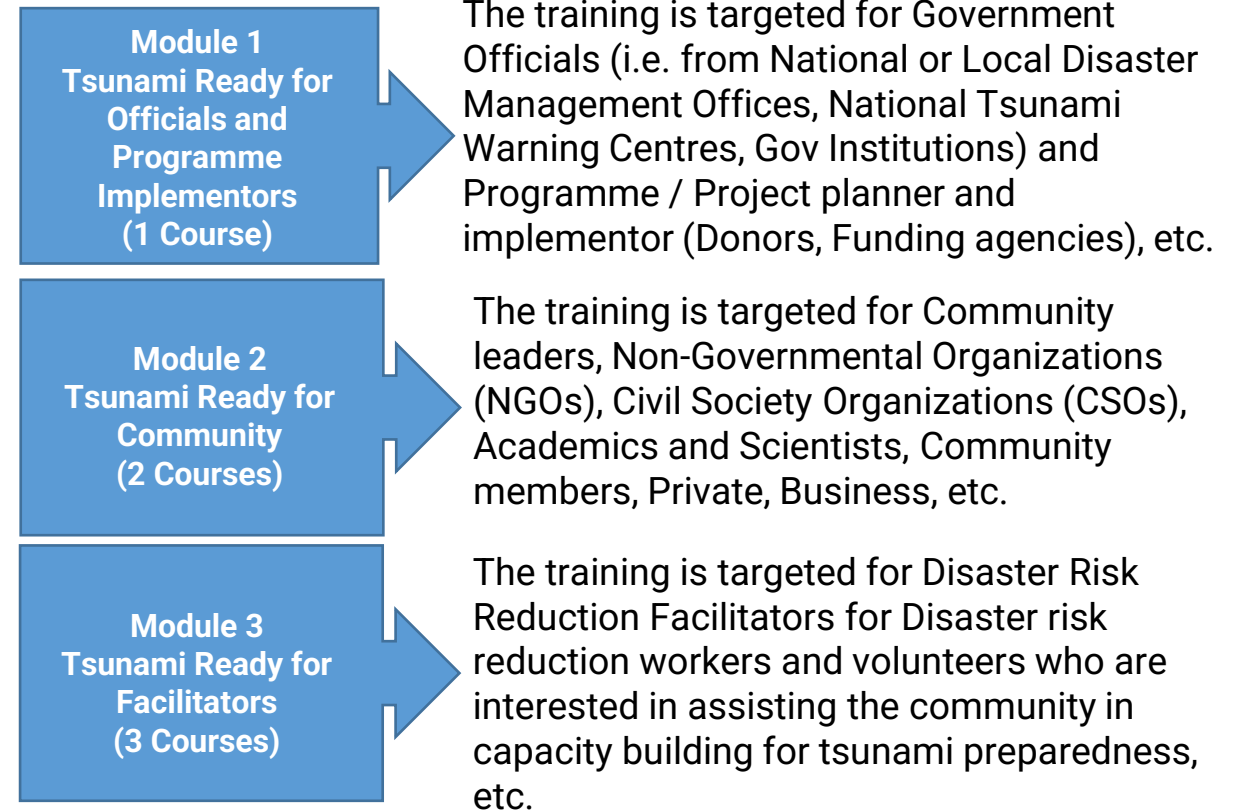 Module 1
Tsunami Ready for
Officials and
Programme
Implementors
(1 Course)
The training is targeted for Government
Officials (i.e. from National or Local Disaster
Management Offices, National Tsunami
Warning Centres, Gov Institutions) and
Programme / Project planner and
implementor (Donors, Funding agencies), etc.
Module 2
Tsunami Ready for
Community
(2 Courses)
The training is targeted for Community
leaders, Non-Governmental Organizations
(NGOs), Civil Society Organizations (CSOs),
Academics and Scientists, Community
members, Private, Business, etc.
Module 3
Tsunami Ready for
Facilitators
(3 Courses)
The training is targeted for Disaster Risk
Reduction Facilitators for Disaster risk
reduction workers and volunteers who are
interested in assisting the community in
capacity building for tsunami preparedness,
etc.